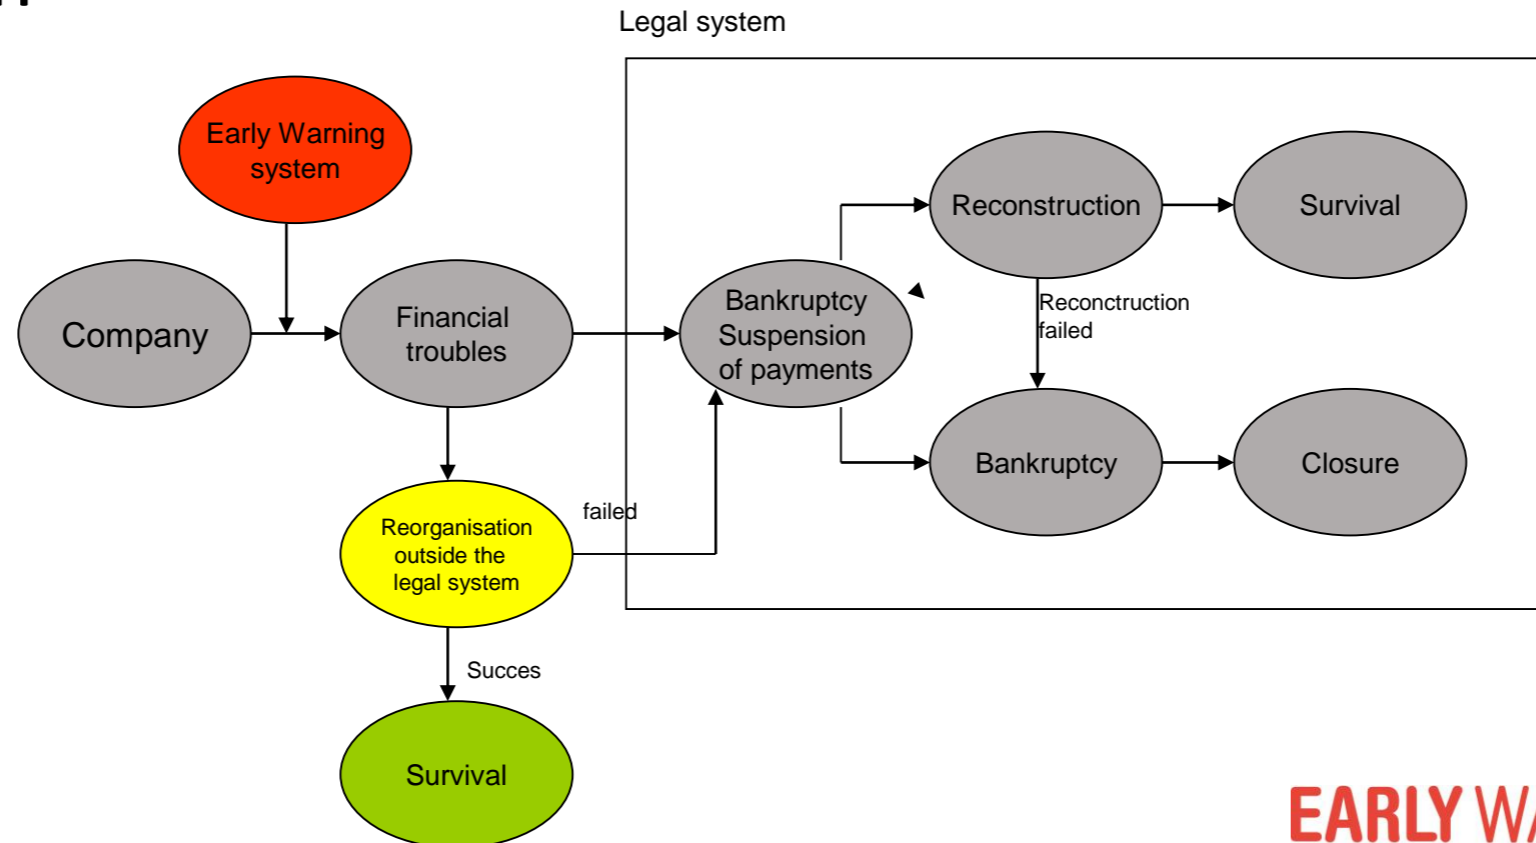 Legal system
Early Warning
system
Company
Financial
troubles
Bankruptcy
Suspension
of payments
Reconstruction
Survival
Reconctruction
failed
Bankruptcy
Closure
Reorganisation
outside the
legal system
failed
Succes
Survival
EARLY